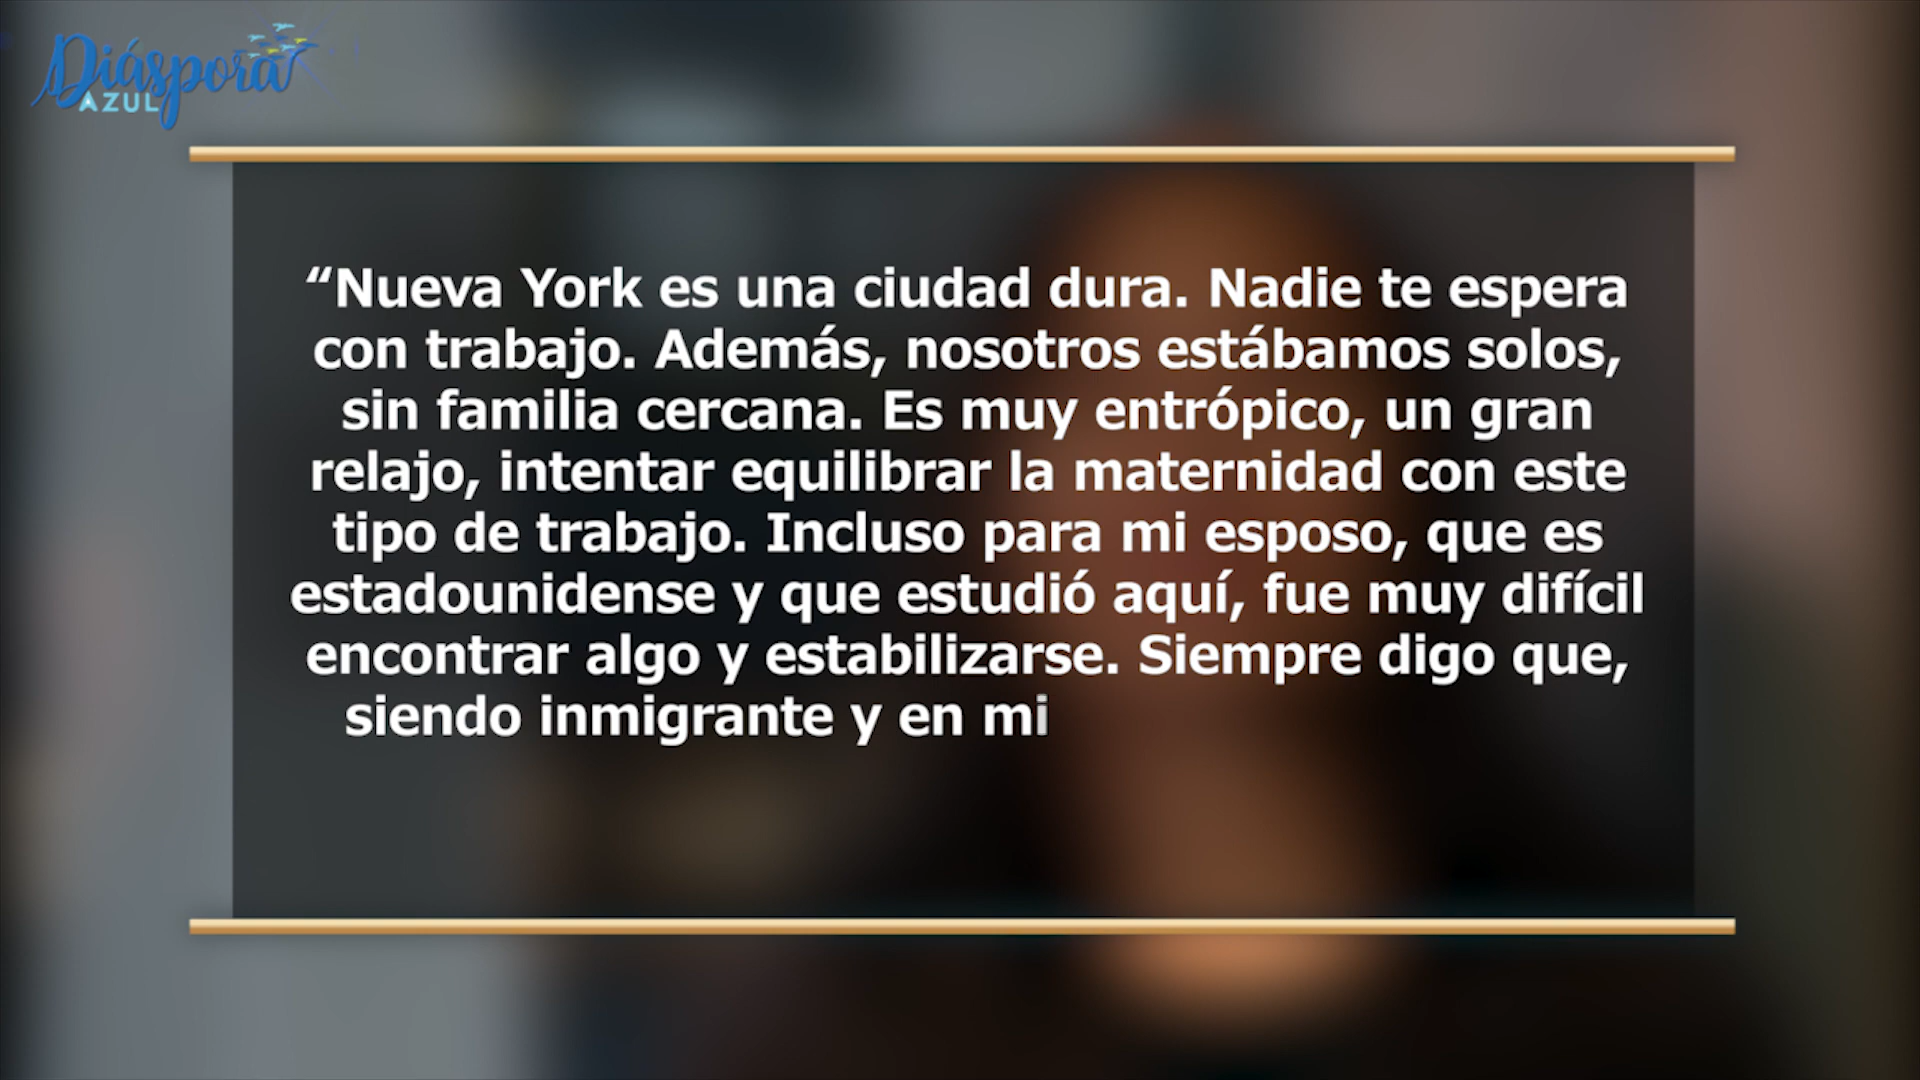 Diáspora
AZUL
“Nueva York es una ciudad dura. Nadie te espera
con trabajo. Además, nosotros estábamos solos,
sin familia cercana. Es muy entrópico, un gran
relajo, intentar equilibrar la maternidad con este
tipo de trabajo. Incluso para mi esposo, que es
estadounidense y que estudió aquí, fue muy difícil
encontrar algo y estabilizarse. Siempre digo que,
siendo inmigrante y en mi